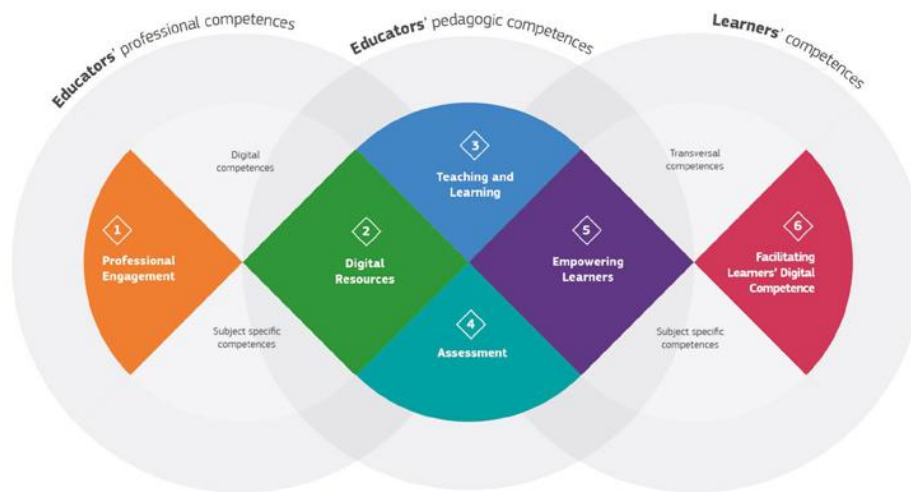 Educators' professional competences
Educators' pedagogic competences
Learners' competences
Digital
competences
3
Teaching and
Learning
Transversal
competences
1
Professional
Engagement
2
Digital
Resources
5
Empowering
Learners
6
Facilitating
Learners' Digital
Competence
Subject specific
competences
4
Assessment
Subject specific
competences